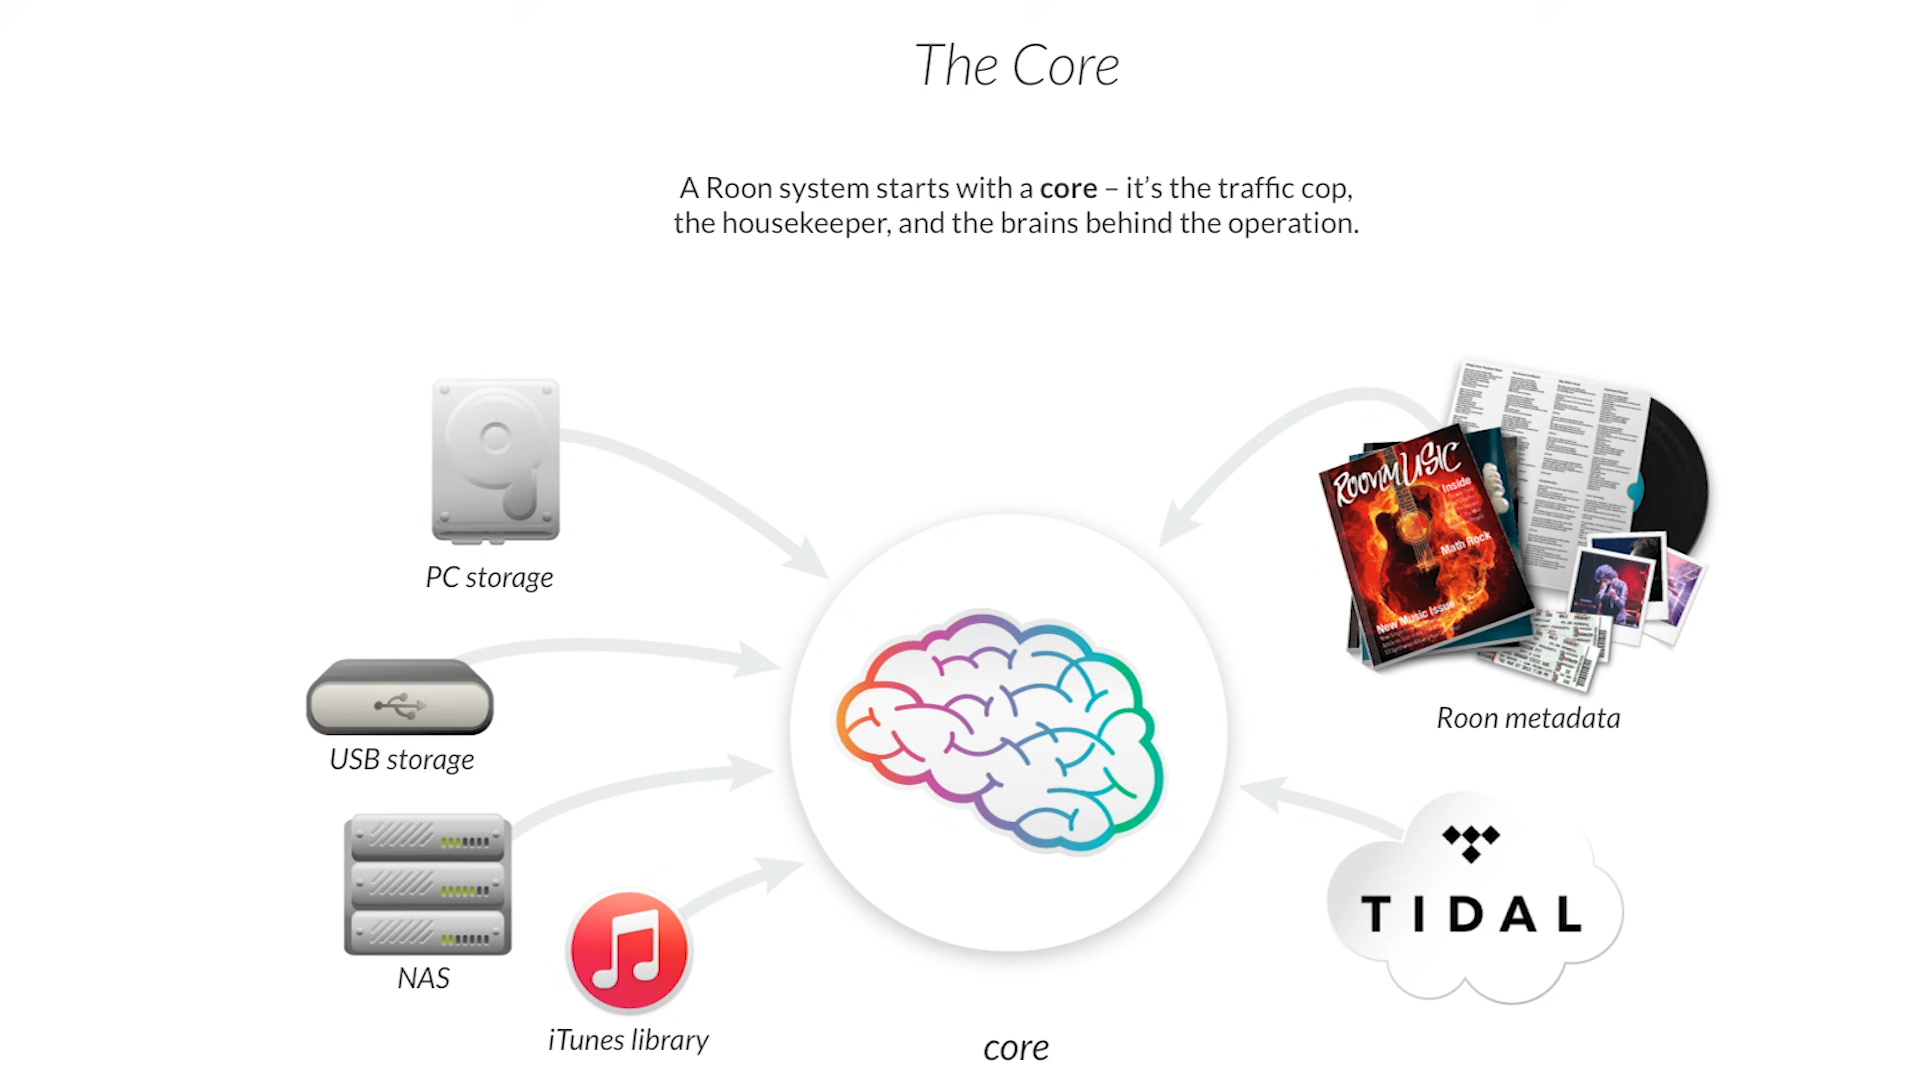 The Core
A Roon system starts with a core – it's the traffic cop,
the housekeeper, and the brains behind the operation.
PC storage
USB storage
NAS
iTunes library
core
ROONMUSIC
Inside
Math Rock
New Music Issue
Roon metadata
TIDAL